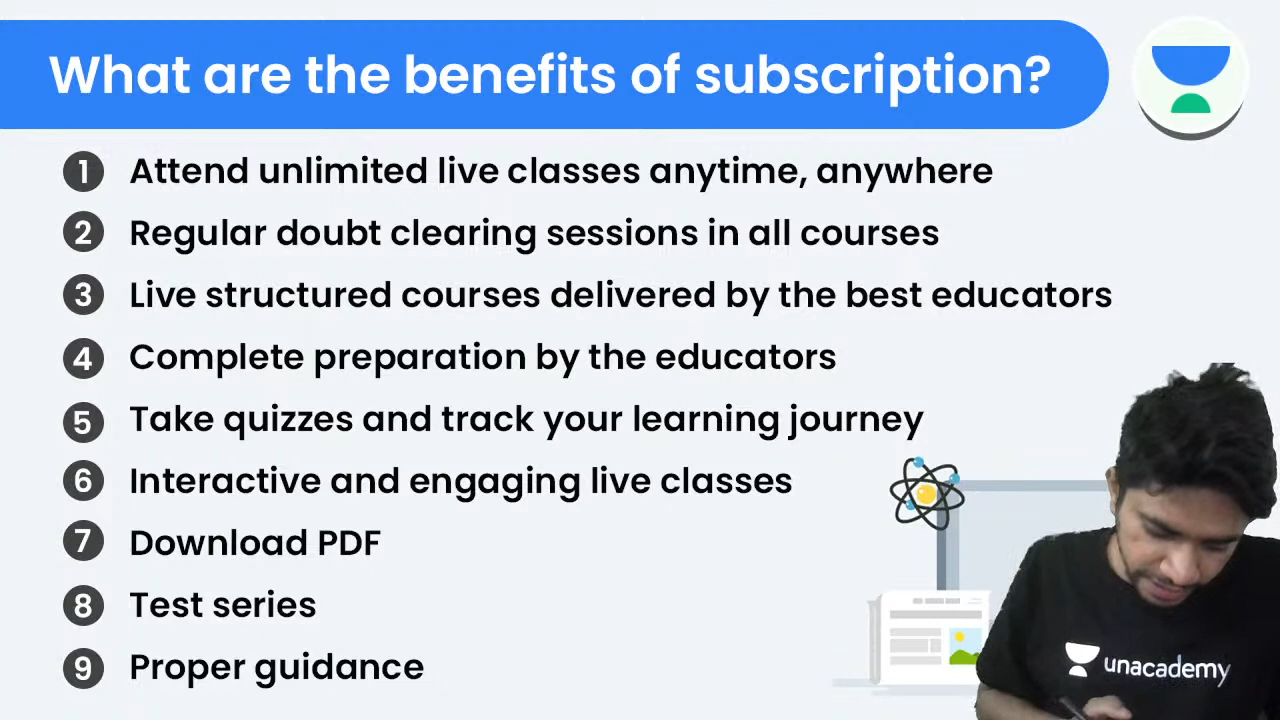 What are the benefits of subscription?
1 Attend unlimited live classes anytime, anywhere
2 Regular doubt clearing sessions in all courses
3 Live structured courses delivered by the best educators
4 Complete preparation by the educators
5 Take quizzes and track your learning journey
6 Interactive and engaging live classes
7 Download PDF
8 Test series
9 Proper guidance
unacademy